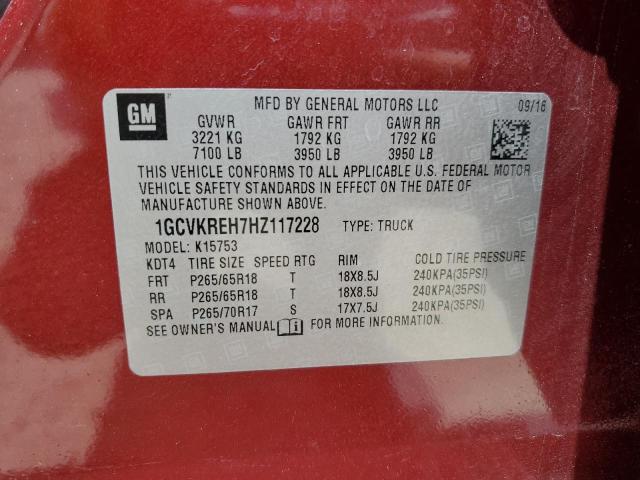 GM
MFD BY GENERAL MOTORS LLC 09/16
GVWR GAWR FRT GAWR RR
3221 KG 1792 KG 1792 KG
7100 LB 3950 LB 3950 LB
THIS VEHICLE CONFORMS TO ALL APPLICABLE U.S. FEDERAL MOTOR
VEHICLE SAFETY STANDARDS IN EFFECT ON THE DATE OF
MANUFACTURE SHOWN ABOVE.
1GCVKREH7HZ117228 TYPE: TRUCK
MODEL: K15753
KDT4 TIRE SIZE SPEED RTG RIM COLD TIRE PRESSURE
FRT P265/65R18 T 18X8.5J 240KPA(35PSI)
RR P265/65R18 T 18X8.5J 240KPA(35PSI)
SPA P265/70R17 S 17X7.5J 240KPA(35PSI)
SEE OWNER'S MANUAL FOR MORE INFORMATION.